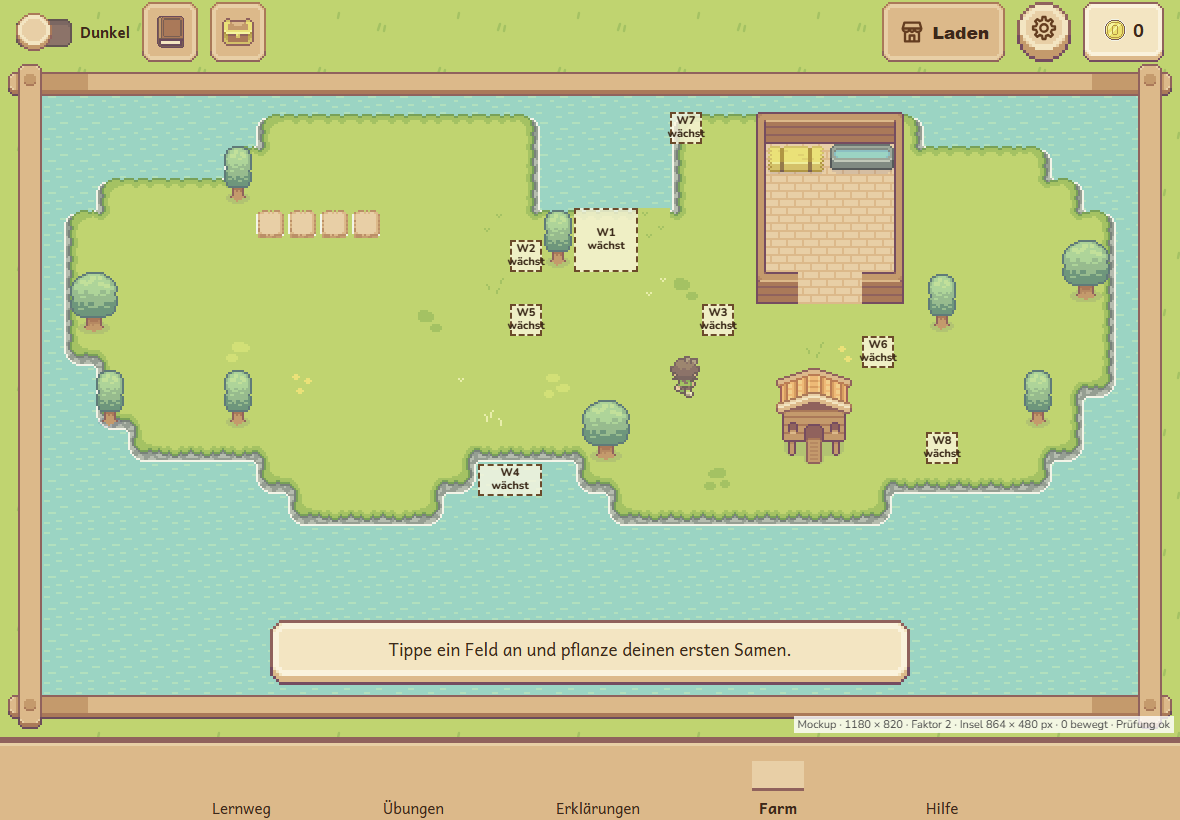 Dunkel
Laden
0
W7
wächst
W1
wächst
W2
wächst
W5
wächst
W3
wächst
W6
wächst
W8
wächst
W4
wächst
Tippe ein Feld an und pflanze deinen ersten Samen.
Mockup · 1180 × 820 · Faktor 2 · Insel 864 × 480 px · 0 bewegt · Prüfung ok
Lernweg
Übungen
Erklärungen
Farm
Hilfe